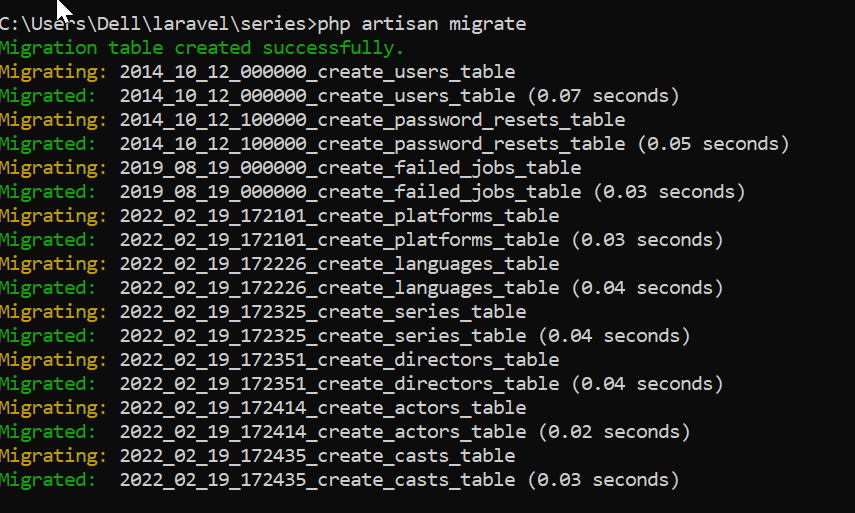 C:\Users\Dell\laravel\series>php artisan migrate
Migration table created successfully.
Migrating: 2014_10_12_000000_create_users_table
Migrated:  2014_10_12_000000_create_users_table (0.07 seconds)
Migrating: 2014_10_12_100000_create_password_resets_table
Migrated:  2014_10_12_100000_create_password_resets_table (0.05 seconds)
Migrating: 2019_08_19_000000_create_failed_jobs_table
Migrated:  2019_08_19_000000_create_failed_jobs_table (0.03 seconds)
Migrating: 2022_02_19_172101_create_platforms_table
Migrated:  2022_02_19_172101_create_platforms_table (0.03 seconds)
Migrating: 2022_02_19_172226_create_languages_table
Migrated:  2022_02_19_172226_create_languages_table (0.04 seconds)
Migrating: 2022_02_19_172325_create_series_table
Migrated:  2022_02_19_172325_create_series_table (0.04 seconds)
Migrating: 2022_02_19_172351_create_directors_table
Migrated:  2022_02_19_172351_create_directors_table (0.04 seconds)
Migrating: 2022_02_19_172414_create_actors_table
Migrated:  2022_02_19_172414_create_actors_table (0.02 seconds)
Migrating: 2022_02_19_172435_create_casts_table
Migrated:  2022_02_19_172435_create_casts_table (0.03 seconds)